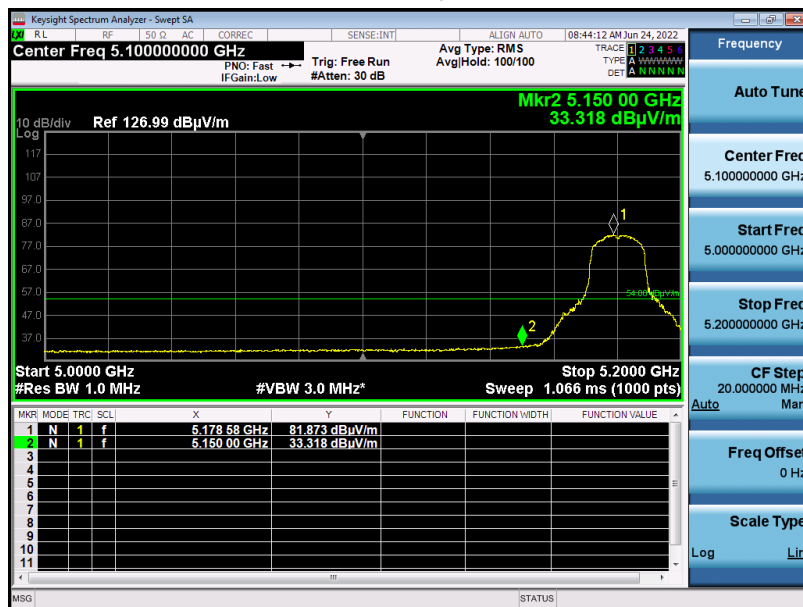 Keysight Spectrum Analyzer - Swept SA
LXI RL RF 50 Ω AC CORREC SENSE:INT ALIGN AUTO 08:44:12 AM Jun 24, 2022
Center Freq 5.100000000 GHz
PNO: Fast
IFGain:Low
Trig: Free Run
#Atten: 30 dB
Avg Type: RMS
Avg|Hold: 100/100
TRACE 1 2 3 4 5 6
TYPE A WWWWW
DET A N N N N N
Mkr2 5.150 00 GHz
33.318 dBµV/m
10 dB/div Ref 126.99 dBµV/m
Log
117
107
97.0
87.0
77.0
67.0
57.0
47.0
37.0
1
54.00 dBµV/m
2
Start 5.0000 GHz Stop 5.2000 GHz
#Res BW 1.0 MHz #VBW 3.0 MHz* Sweep 1.066 ms (1000 pts)
MKR MODE TRC SCL X Y FUNCTION FUNCTION WIDTH FUNCTION VALUE
1 N 1 f 5.178 58 GHz 81.873 dBµV/m
2 N 1 f 5.150 00 GHz 33.318 dBµV/m
3
4
5
6
7
8
9
10
11
MSG STATUS
Frequency
Auto Tune
Center Freq
5.100000000 GHz
Start Freq
5.000000000 GHz
Stop Freq
5.200000000 GHz
CF Step
20.000000 MHz
Auto Man
Freq Offset
0 Hz
Scale Type
Log Lin